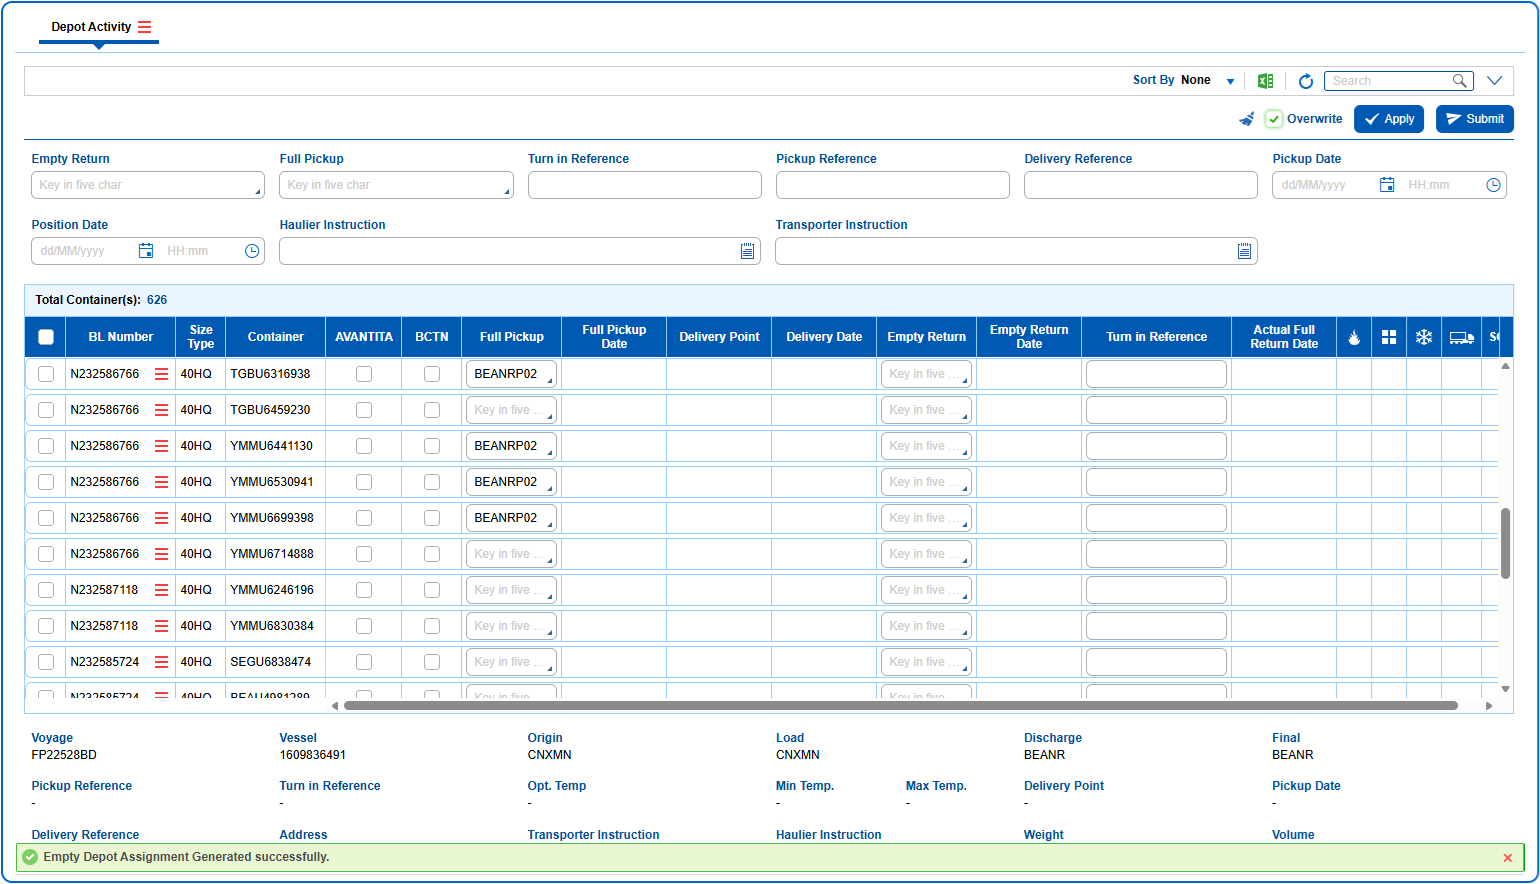 Depot Activity
Sort By None Search
Overwrite Apply Submit
Empty Return Full Pickup Turn in Reference Pickup Reference Delivery Reference Pickup Date
Key in five char Key in five char dd/MM/yyyy HH:mm
Position Date Haulier Instruction Transporter Instruction
dd/MM/yyyy HH:mm
Total Container(s): 626
BL Number Size Type Container AVANTITA BCTN Full Pickup Full Pickup Date Delivery Point Delivery Date Empty Return Empty Return Date Turn in Reference Actual Full Return Date
N232586766 40HQ TGBU6316938 BEANRP02 Key in five ...
N232586766 40HQ TGBU6459230 Key in five ... Key in five ...
N232586766 40HQ YMMU6441130 BEANRP02 Key in five ...
N232586766 40HQ YMMU6530941 BEANRP02 Key in five ...
N232586766 40HQ YMMU6699398 BEANRP02 Key in five ...
N232586766 40HQ YMMU6714888 Key in five ... Key in five ...
N232587118 40HQ YMMU6246196 Key in five ... Key in five ...
N232587118 40HQ YMMU6830384 Key in five ... Key in five ...
N232585724 40HQ SEGU6838474 Key in five ... Key in five ...
N232585724 40HQ BEAU4981289 Key in five ... Key in five ...
Voyage Vessel Origin Load Discharge Final
FP22528BD 1609836491 CNXMN CNXMN BEANR BEANR
Pickup Reference Turn in Reference Opt. Temp Min Temp. Max Temp. Delivery Point Pickup Date
- - - - - - -
Delivery Reference Address Transporter Instruction Haulier Instruction Weight Volume
Empty Depot Assignment Generated successfully.